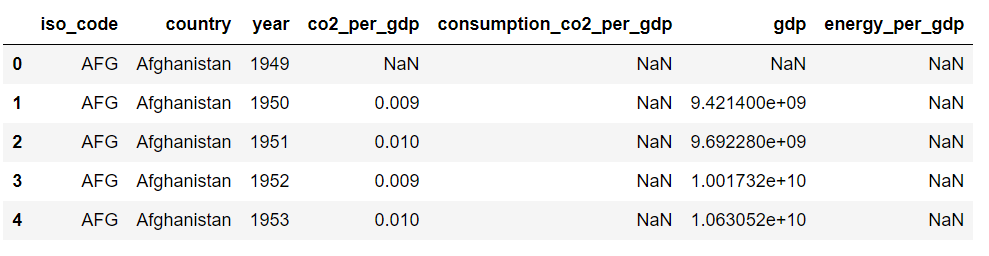 iso_code country year co2_per_gdp consumption_co2_per_gdp gdp energy_per_gdp
0 AFG Afghanistan 1949 NaN NaN NaN NaN
1 AFG Afghanistan 1950 0.009 NaN 9.421400e+09 NaN
2 AFG Afghanistan 1951 0.010 NaN 9.692280e+09 NaN
3 AFG Afghanistan 1952 0.009 NaN 1.001732e+10 NaN
4 AFG Afghanistan 1953 0.010 NaN 1.063052e+10 NaN